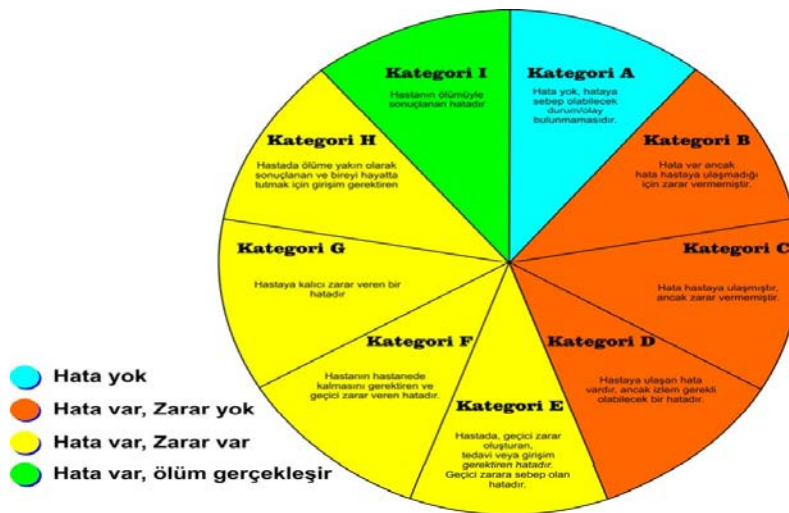 Kategori I
Hastanın ölümüyle
sonuçlanan hatadır
Kategori A
Hata yok, hataya
sebep olabilecek
durum/olay
bulunmamasıdır.
Kategori B
Hata var ancak
hata hastaya ulaşmadığı
için zarar vermemiştir.
Kategori C
Hata hastaya ulaşmıştır,
ancak zarar vermemiştir.
Kategori D
Hastaya ulaşan hata
vardır, ancak izlem gerekli
olabilecek bir hatadır.
Kategori E
Hastada, geçici zarar
oluşturan,
tedavi veya girişim
gerektiren hatadır.
Geçici zarara sebep olan
hatadır.
Kategori F
Hastanın hastanede
kalmasını gerektiren ve
geçici zarar veren hatadır.
Kategori G
Hastaya kalıcı zarar veren bir
hatadır
Kategori H
Hastada ölüme yakın olarak
sonuçlanan ve bireyi hayatta
tutmak için girişim gerektiren
Hata yok
Hata var, Zarar yok
Hata var, Zarar var
Hata var, ölüm gerçekleşir